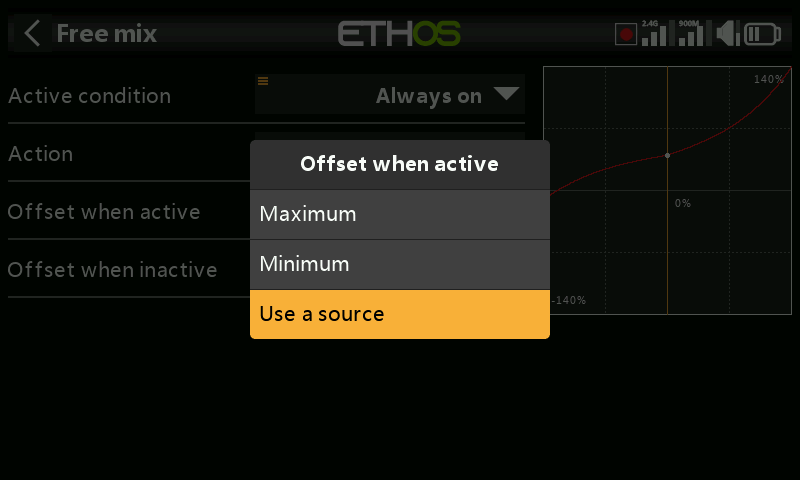 Free mix
ETHOS
2.4G
900M
Active condition
Always on
140%
Action
Offset when active
Maximum
0%
Offset when active
Minimum
Offset when inactive
-140%
Use a source